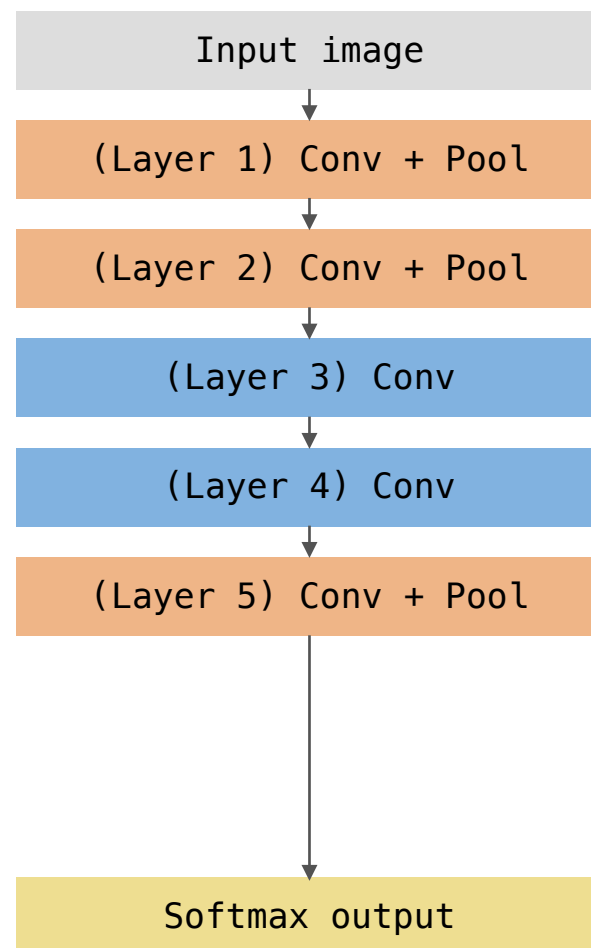 Input image
(Layer 1) Conv + Pool
(Layer 2) Conv + Pool
(Layer 3) Conv
(Layer 4) Conv
(Layer 5) Conv + Pool
Softmax output